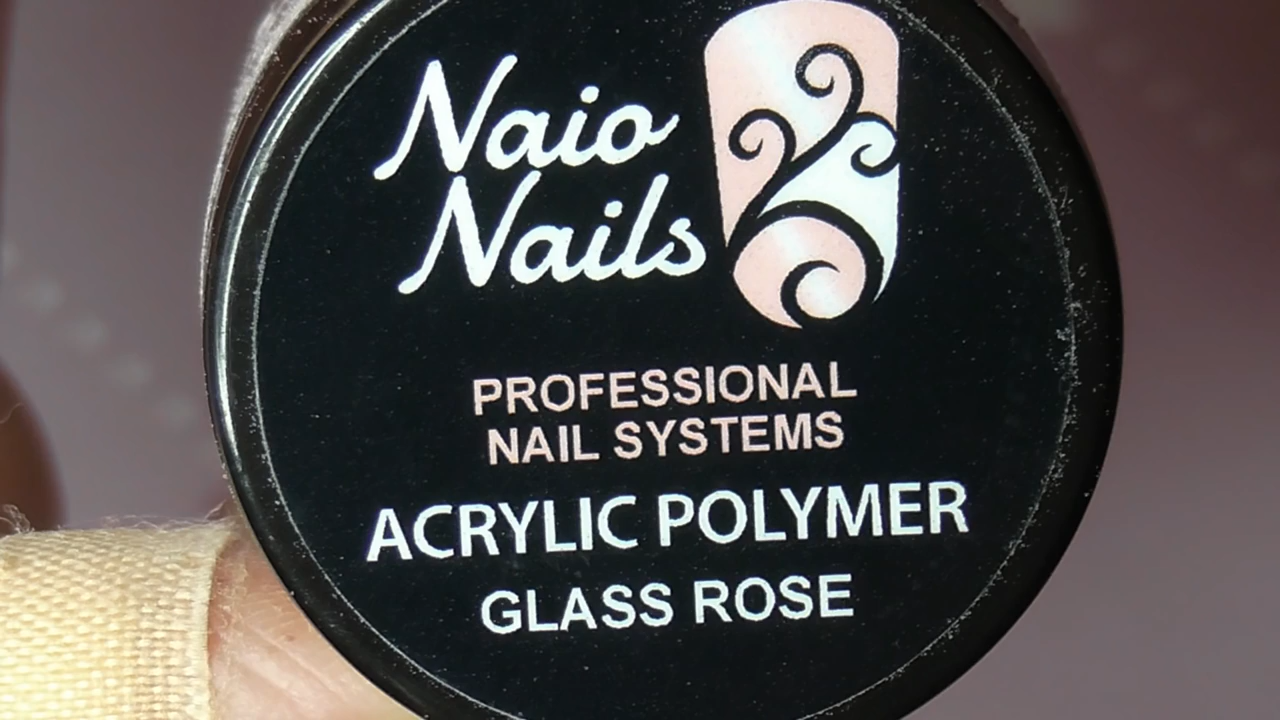 Naio
Nails
PROFESSIONAL
NAIL SYSTEMS
ACRYLIC POLYMER
GLASS ROSE